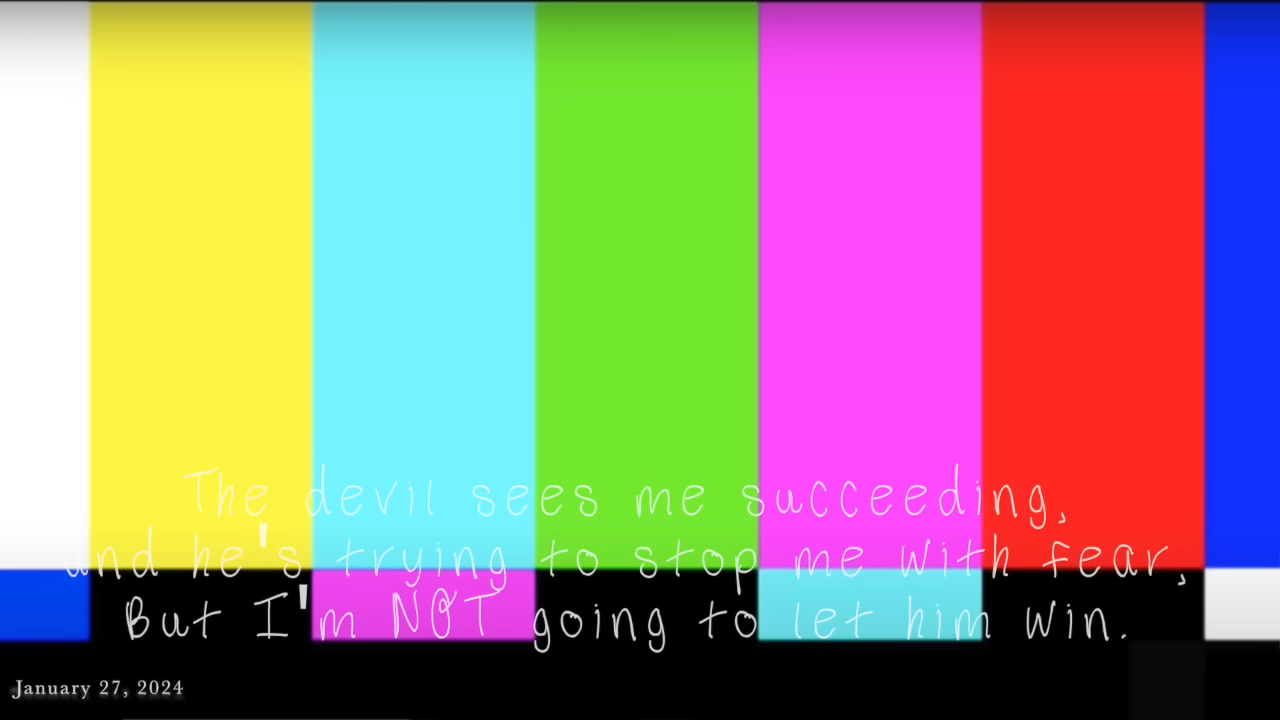 The devil sees me succeeding,
and he's trying to stop me with fear,
But I'm NOT going to let him win.
January 27, 2024